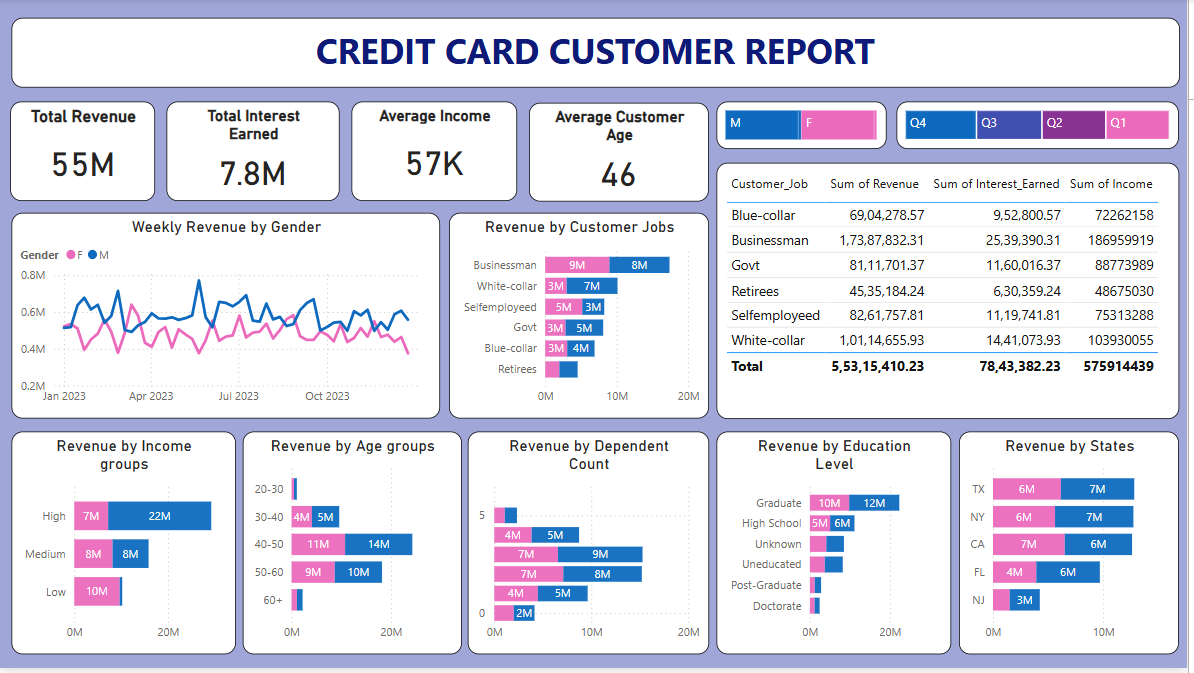 CREDIT CARD CUSTOMER REPORT
Total Revenue
55M
Total Interest
Earned
7.8M
Average Income
57K
Average Customer
Age
46
M F
Q4 Q3 Q2 Q1
Weekly Revenue by Gender
Gender F M
0.8M
0.6M
0.4M
0.2M
Jan 2023 Apr 2023 Jul 2023 Oct 2023
Revenue by Customer Jobs
Businessman 9M 8M
White-collar 3M 7M
Selfemployeed 5M 3M
Govt 3M 5M
Blue-collar 3M 4M
Retirees
0M 10M 20M
Customer_Job Sum of Revenue Sum of Interest_Earned Sum of Income
Blue-collar 69,04,278.57 9,52,800.57 72262158
Businessman 1,73,87,832.31 25,39,390.31 186959919
Govt 81,11,701.37 11,60,016.37 88773989
Retirees 45,35,184.24 6,30,359.24 48675030
Selfemployeed 82,61,757.81 11,19,741.81 75313288
White-collar 1,01,14,655.93 14,41,073.93 103930055
Total 5,53,15,410.23 78,43,382.23 575914439
Revenue by Income
groups
High 7M 22M
Medium 8M 8M
Low 10M
0M 20M
Revenue by Age groups
20-30
30-40 4M 5M
40-50 11M 14M
50-60 9M 10M
60+
0M 20M
Revenue by Dependent
Count
5
4M 5M
7M 9M
7M 8M
4M 5M
0 2M
0M 10M 20M
Revenue by Education
Level
Graduate 10M 12M
High School 5M 6M
Unknown
Uneducated
Post-Graduate
Doctorate
0M 20M
Revenue by States
TX 6M 7M
NY 6M 7M
CA 7M 6M
FL 4M 6M
NJ 3M
0M 10M